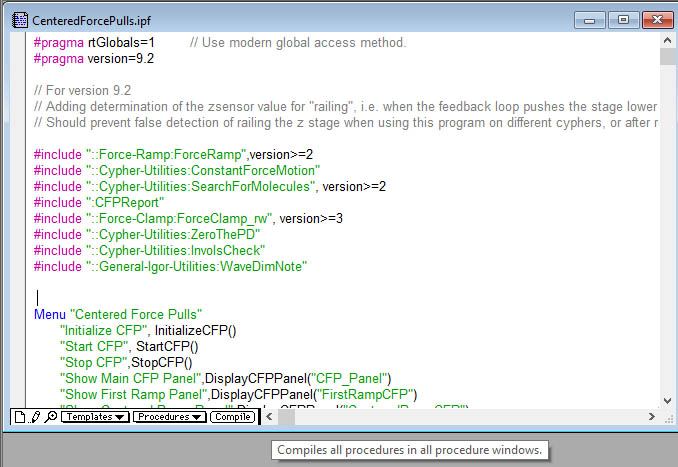 CenteredForcePulls.ipf
#pragma rtGlobals=1 // Use modern global access method.
#pragma version=9.2
// For version 9.2
// Adding determination of the zsensor value for "railing", i.e. when the feedback loop pushes the stage lower
// Should prevent false detection of railing the z stage when using this program on different cyphers, or after r
#include "::Force-Ramp:ForceRamp",version>=2
#include "::Cypher-Utilities:ConstantForceMotion"
#include "::Cypher-Utilities:SearchForMolecules", version>=2
#include ":CFPReport"
#include "::Force-Clamp:ForceClamp_rw", version>=3
#include "::Cypher-Utilities:ZeroThePD"
#include "::Cypher-Utilities:InvolsCheck"
#include "::General-Igor-Utilities:WaveDimNote"
Menu "Centered Force Pulls"
"Initialize CFP", InitializeCFP()
"Start CFP", StartCFP()
"Stop CFP",StopCFP()
"Show Main CFP Panel",DisplayCFPPanel("CFP_Panel")
"Show First Ramp Panel",DisplayCFPPanel("FirstRampCFP")
Templates Procedures Compile
Compiles all procedures in all procedure windows.